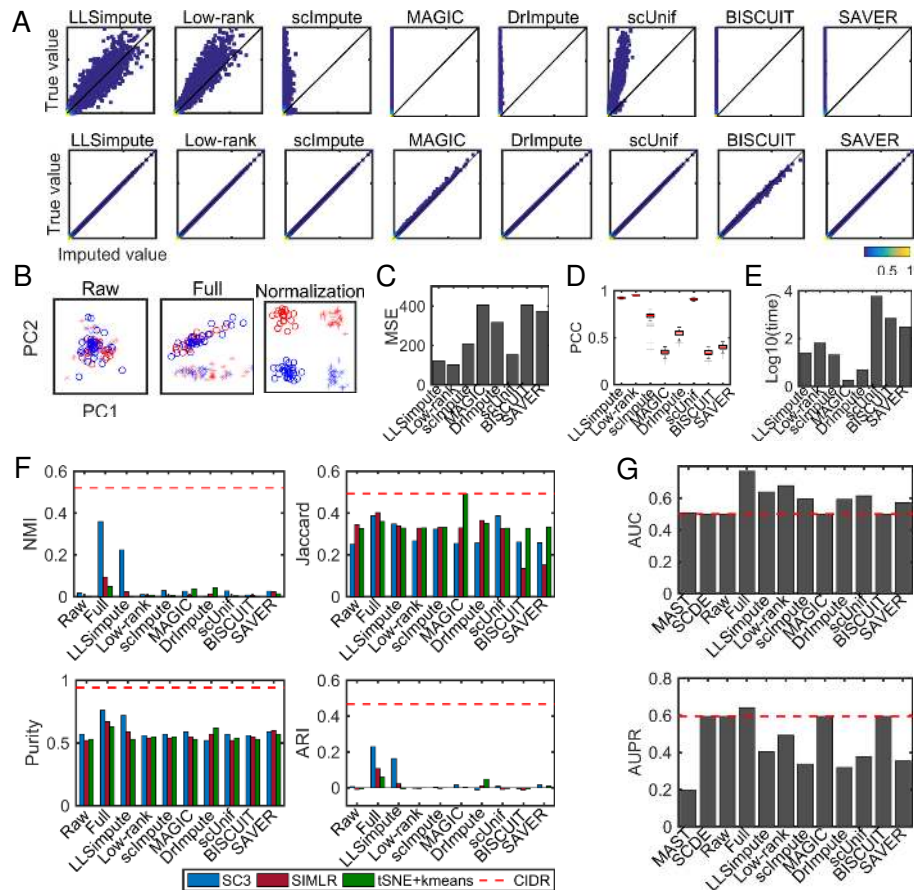 A
LLSimpute Low-rank scImpute MAGIC DrImpute scUnif BISCUIT SAVER
True value
LLSimpute Low-rank scImpute MAGIC DrImpute scUnif BISCUIT SAVER
True value
Imputed value
0.5 1
B
Raw Full Normalization
PC2
PC1
C
MSE
400
200
0
LLSimpute Low-rank scImpute MAGIC DrImpute scUnif BISCUIT SAVER
D
PCC
1
0.5
0
LLSimpute Low-rank scImpute MAGIC DrImpute scUnif BISCUIT SAVER
E
Log10(time)
4
2
0
LLSimpute Low-rank scImpute MAGIC DrImpute scUnif BISCUIT SAVER
F
NMI
0.6
0.4
0.2
0
Raw Full LLSimpute Low-rank scImpute MAGIC DrImpute scUnif BISCUIT SAVER
Jaccard
0.6
0.4
0.2
0
Raw Full LLSimpute Low-rank scImpute MAGIC DrImpute scUnif BISCUIT SAVER
Purity
1
0.5
0
Raw Full LLSimpute Low-rank scImpute MAGIC DrImpute scUnif BISCUIT SAVER
ARI
0.6
0.4
0.2
0
Raw Full LLSimpute Low-rank scImpute MAGIC DrImpute scUnif BISCUIT SAVER
SC3 SIMLR tSNE+kmeans CIDR
G
AUC
0.6
0.4
0.2
0
MAST SCDE Raw Full LLSimpute Low-rank scImpute MAGIC DrImpute scUnif BISCUIT SAVER
AUPR
0.6
0.4
0.2
0
MAST SCDE Raw Full LLSimpute Low-rank scImpute MAGIC DrImpute scUnif BISCUIT SAVER